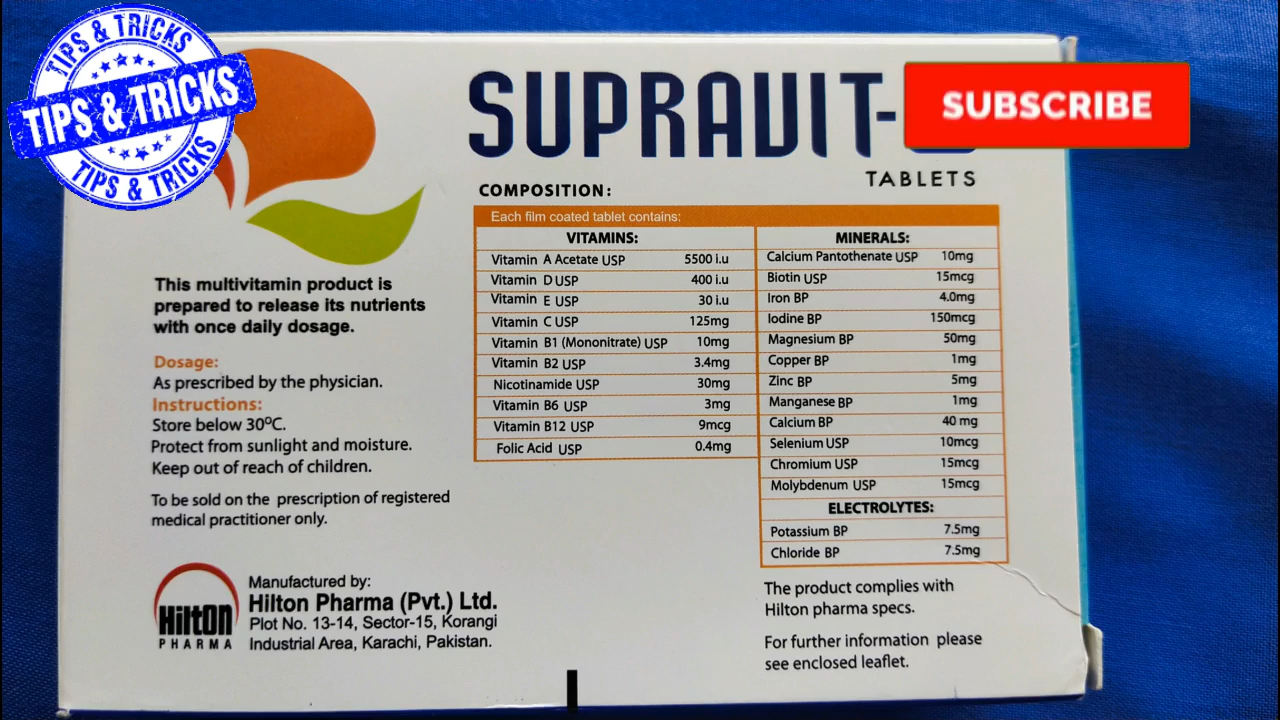 TIPS & TRICKS
TIPS & TRICKS
TIPS & TRICKS
SUPRAVIT-
SUBSCRIBE
TABLETS
COMPOSITION:
Each film coated tablet contains:
VITAMINS:
Vitamin A Acetate USP 5500 i.u
Vitamin D USP 400 i.u
Vitamin E USP 30 i.u
Vitamin C USP 125mg
Vitamin B1 (Mononitrate) USP 10mg
Vitamin B2 USP 3.4mg
Nicotinamide USP 30mg
Vitamin B6 USP 3mg
Vitamin B12 USP 9mcg
Folic Acid USP 0.4mg
MINERALS:
Calcium Pantothenate USP 10mg
Biotin USP 15mcg
Iron BP 4.0mg
Iodine BP 150mcg
Magnesium BP 50mg
Copper BP 1mg
Zinc BP 5mg
Manganese BP 1mg
Calcium BP 40 mg
Selenium USP 10mcg
Chromium USP 15mcg
Molybdenum USP 15mcg
ELECTROLYTES:
Potassium BP 7.5mg
Chloride BP 7.5mg
The product complies with
Hilton pharma specs.
For further information please
see enclosed leaflet.
This multivitamin product is
prepared to release its nutrients
with once daily dosage.
Dosage:
As prescribed by the physician.
Instructions:
Store below 30ºC.
Protect from sunlight and moisture.
Keep out of reach of children.
To be sold on the prescription of registered
medical practitioner only.
HiltON
PHARMA
Manufactured by:
Hilton Pharma (Pvt.) Ltd.
Plot No. 13-14, Sector-15, Korangi
Industrial Area, Karachi, Pakistan.